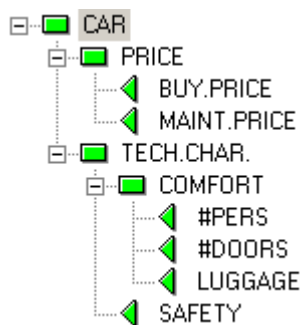 CAR
PRICE
BUY.PRICE
MAINT.PRICE
TECH.CHAR.
COMFORT
#PERS
#DOORS
LUGGAGE
SAFETY